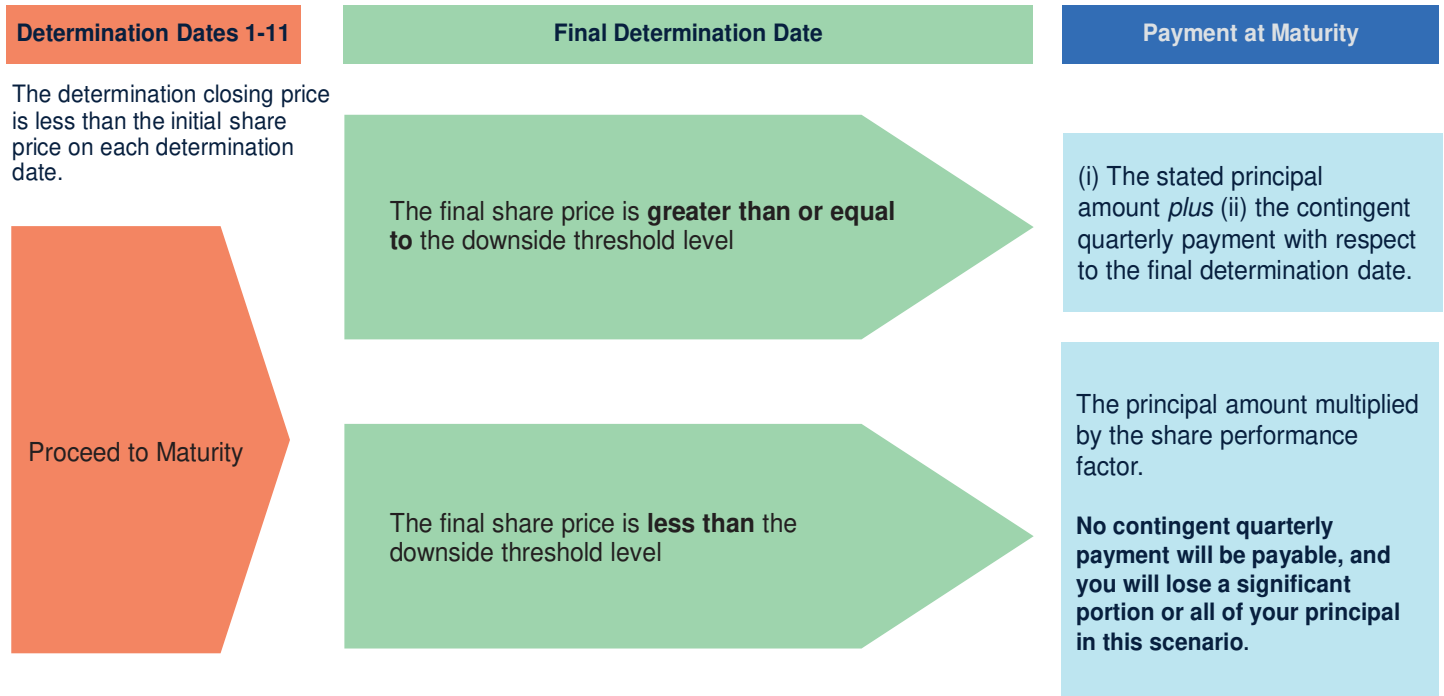 Determination Dates 1-11
Final Determination Date
Payment at Maturity
The determination closing price
is less than the initial share
price on each determination
date.
Proceed to Maturity
The final share price is greater than or equal
to the downside threshold level
(i) The stated principal
amount plus (ii) the contingent
quarterly payment with respect
to the final determination date.
The final share price is less than the
downside threshold level
The principal amount multiplied
by the share performance
factor.
No contingent quarterly
payment will be payable, and
you will lose a significant
portion or all of your principal
in this scenario.